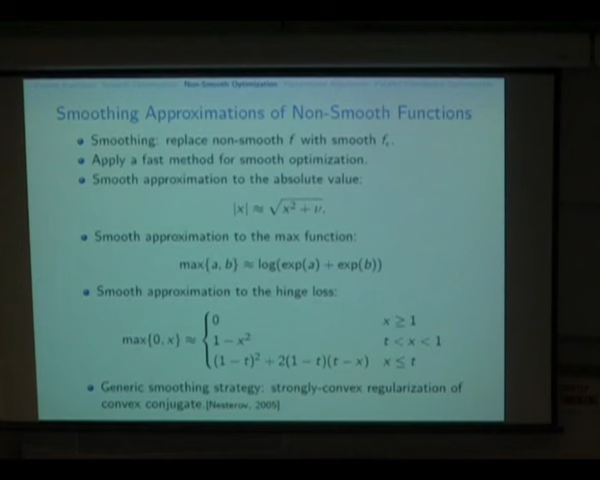 Non-Smooth Optimization
Smoothing Approximations of Non-Smooth Functions
Smoothing: replace non-smooth f with smooth fϵ.
Apply a fast method for smooth optimization.
Smooth approximation to the absolute value:
|x| ≈ √(x² + ν).
Smooth approximation to the max function:
max{a, b} ≈ log(exp(a) + exp(b))
Smooth approximation to the hinge loss:
0 x ≥ 1
max{0, x} ≈ { 1 − x² t < x < 1
(1 − t)² + 2(1 − t)(t − x) x ≤ t
Generic smoothing strategy: strongly-convex regularization of
convex conjugate.[Nesterov, 2005]